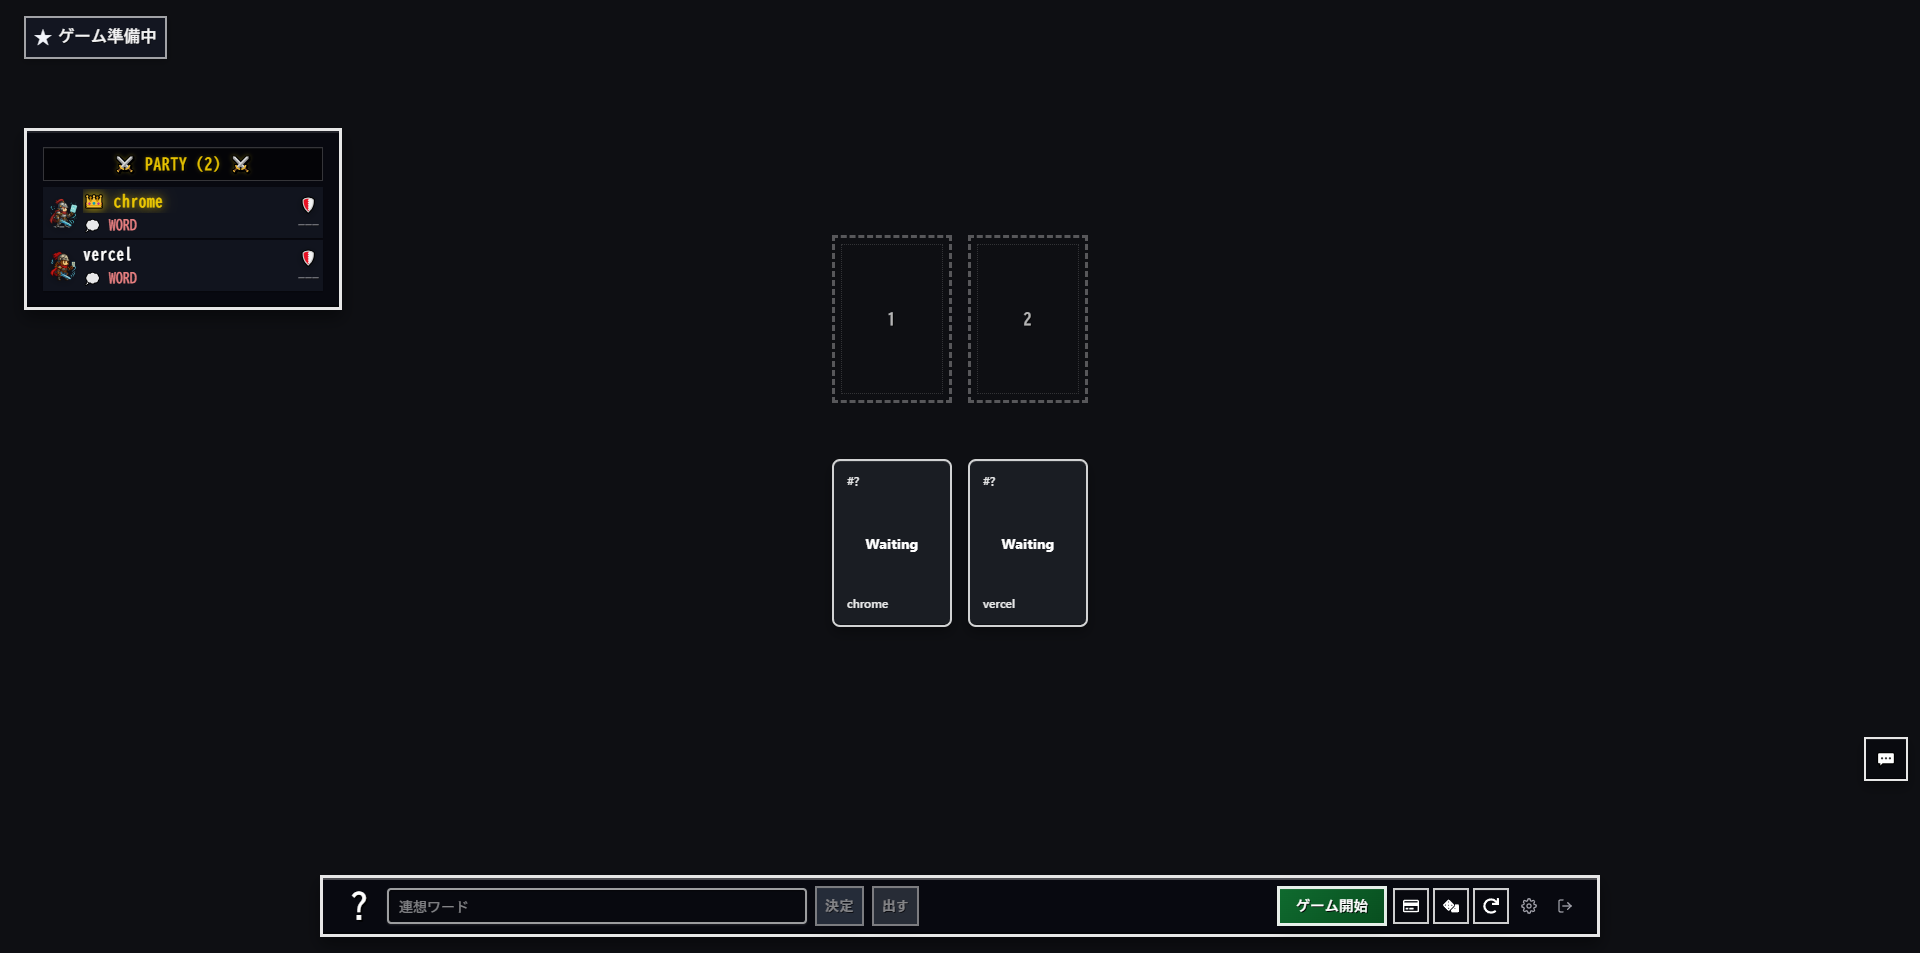 ★ ゲーム準備中
⚔ PARTY (2) ⚔
chrome
WORD
———
vercel
WORD
———
1
2
#?
Waiting
chrome
#?
Waiting
vercel
? 連想ワード 決定 出す ゲーム開始